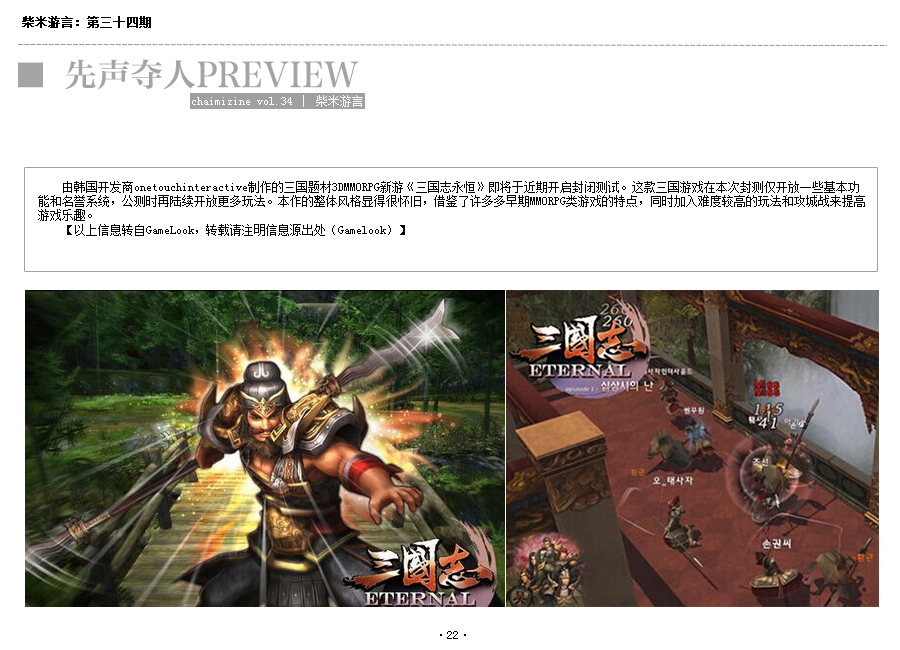 柴米游言：第三十四期
先声夺人PREVIEW
chaimizine vol.34 | 柴米游言
由韩国开发商onetouchinteractive制作的三国题材3DMMORPG新游《三国志永恒》即将于近期开启封闭测试。这款三国游戏在本次封测仅开放一些基本功
能和名誉系统，公测时再陆续开放更多玩法。本作的整体风格显得很怀旧，借鉴了许多多早期MMORPG类游戏的特点，同时加入难度较高的玩法和攻城战来提高
游戏乐趣。
【以上信息转自GameLook，转载请注明信息源出处（Gamelook）】
三國志
ETERNAL
260
260
三國志
ETERNAL
episode 1: 십상시의 난
Miss
115
41
조선
오_태사자
손권씨
황건
· 22 ·